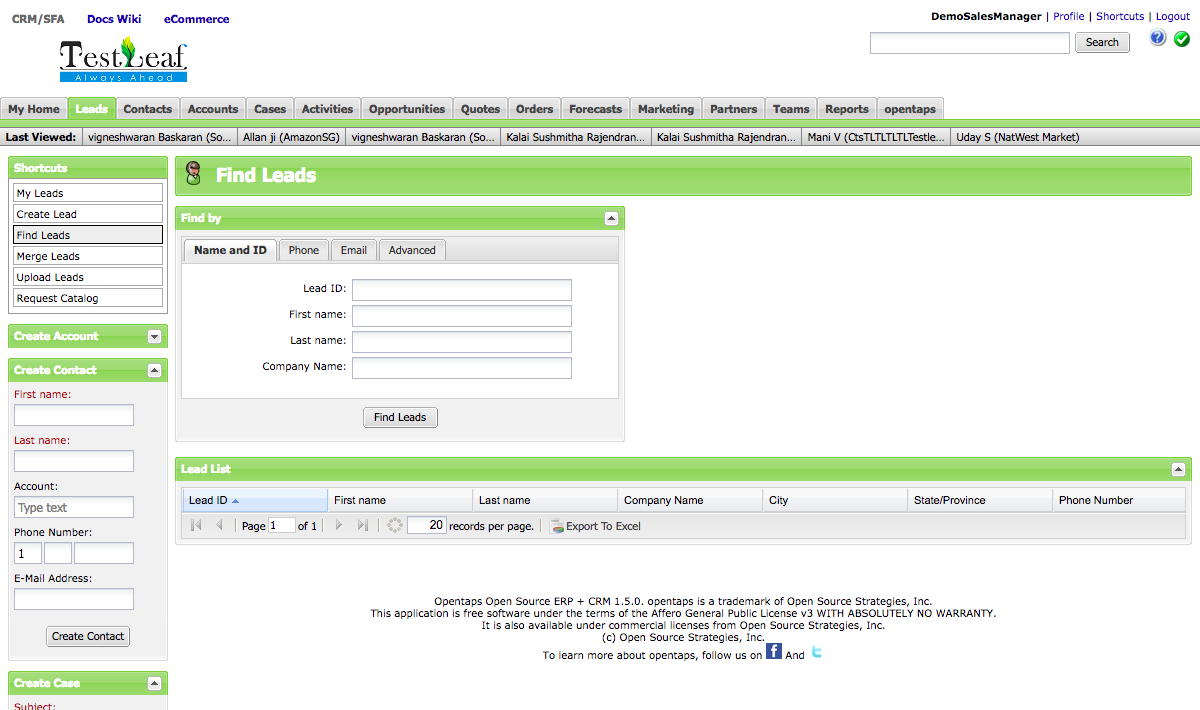 CRM/SFA Docs Wiki eCommerce
DemoSalesManager | Profile | Shortcuts | Logout
Search
TestLeaf
Always Ahead
My Home Leads Contacts Accounts Cases Activities Opportunities Quotes Orders Forecasts Marketing Partners Teams Reports opentaps
Last Viewed: vigneshwaran Baskaran (So... Allan ji (AmazonSG) vigneshwaran Baskaran (So... Kalai Sushmitha Rajendran... Kalai Sushmitha Rajendran... Mani V (CtsTLTLTLTLTestle... Uday S (NatWest Market)
Shortcuts
My Leads
Create Lead
Find Leads
Merge Leads
Upload Leads
Request Catalog
Create Account
Create Contact
First name:
Last name:
Account:
Type text
Phone Number:
1
E-Mail Address:
Create Contact
Create Case
Subject:
Find Leads
Find by
Name and ID Phone Email Advanced
Lead ID:
First name:
Last name:
Company Name:
Find Leads
Lead List
Lead ID First name Last name Company Name City State/Province Phone Number
Page 1 of 1 20 records per page. Export To Excel
Opentaps Open Source ERP + CRM 1.5.0. opentaps is a trademark of Open Source Strategies, Inc.
This application is free software under the terms of the Affero General Public License v3 WITH ABSOLUTELY NO WARRANTY.
It is also available under commercial licenses from Open Source Strategies, Inc.
(c) Open Source Strategies, Inc.
To learn more about opentaps, follow us on f And t